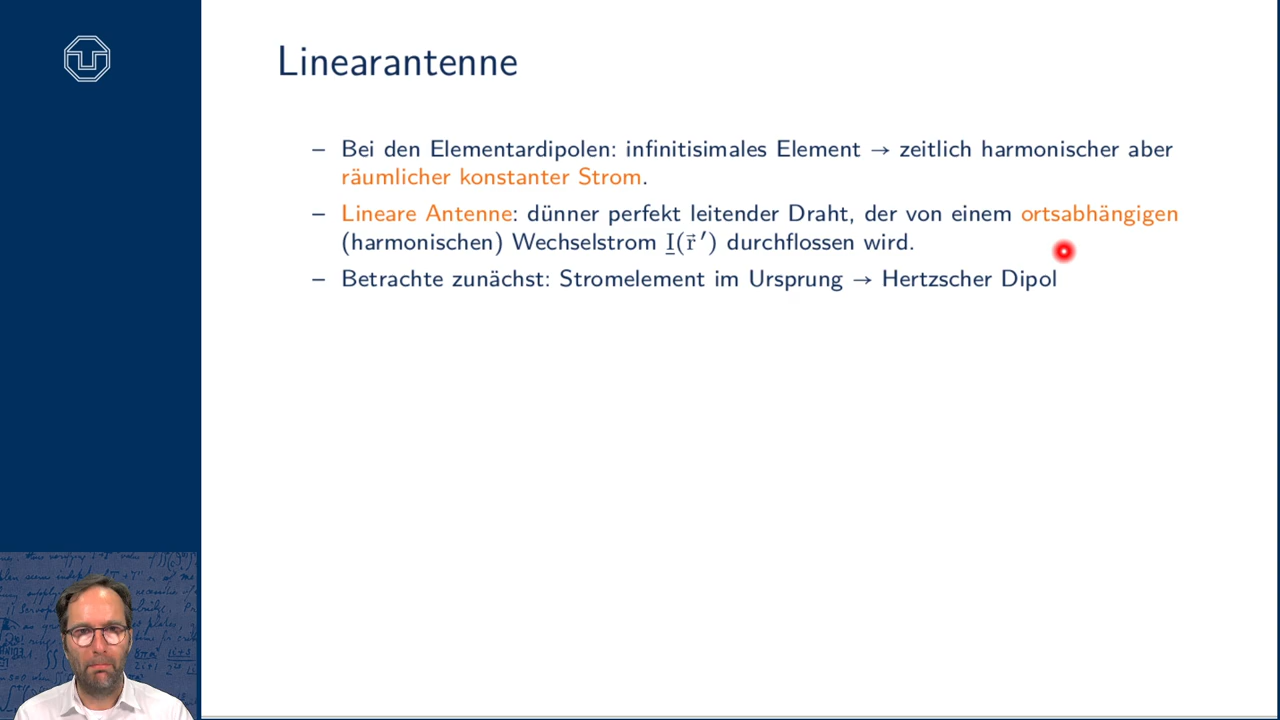 Linearantenne
– Bei den Elementardipolen: infinitisimales Element → zeitlich harmonischer aber
räumlicher konstanter Strom.
– Lineare Antenne: dünner perfekt leitender Draht, der von einem ortsabhängigen
(harmonischen) Wechselstrom I̲(r⃗ ′) durchflossen wird.
– Betrachte zunächst: Stromelement im Ursprung → Hertzscher Dipol